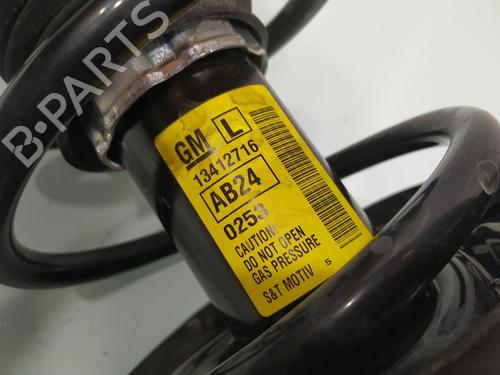 B-PARTS
GM L
13412716
AB24
0253
CAUTION!
DO NOT OPEN
GAS PRESSURE
S&T MOTIV 5